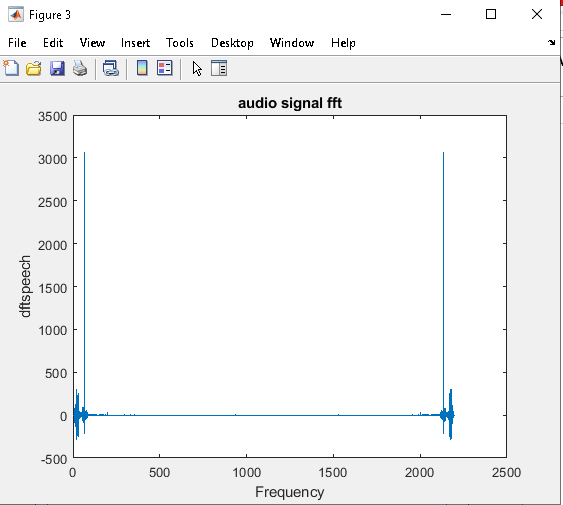 Figure 3
File Edit View Insert Tools Desktop Window Help
audio signal fft
3500
3000
2500
2000
1500
1000
500
0
-500
dftspeech
0 500 1000 1500 2000 2500
Frequency